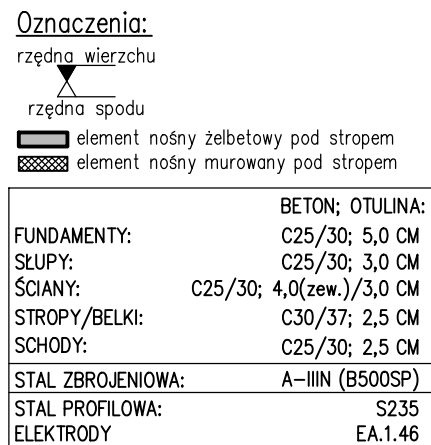 Oznaczenia:
rzędna wierzchu
rzędna spodu
element nośny żelbetowy pod stropem
element nośny murowany pod stropem
BETON; OTULINA:
FUNDAMENTY: C25/30; 5,0 CM
SŁUPY: C25/30; 3,0 CM
ŚCIANY: C25/30; 4,0(zew.)/3,0 CM
STROPY/BELKI: C30/37; 2,5 CM
SCHODY: C25/30; 2,5 CM
STAL ZBROJENIOWA: A-IIIN (B500SP)
STAL PROFILOWA: S235
ELEKTRODY EA.1.46